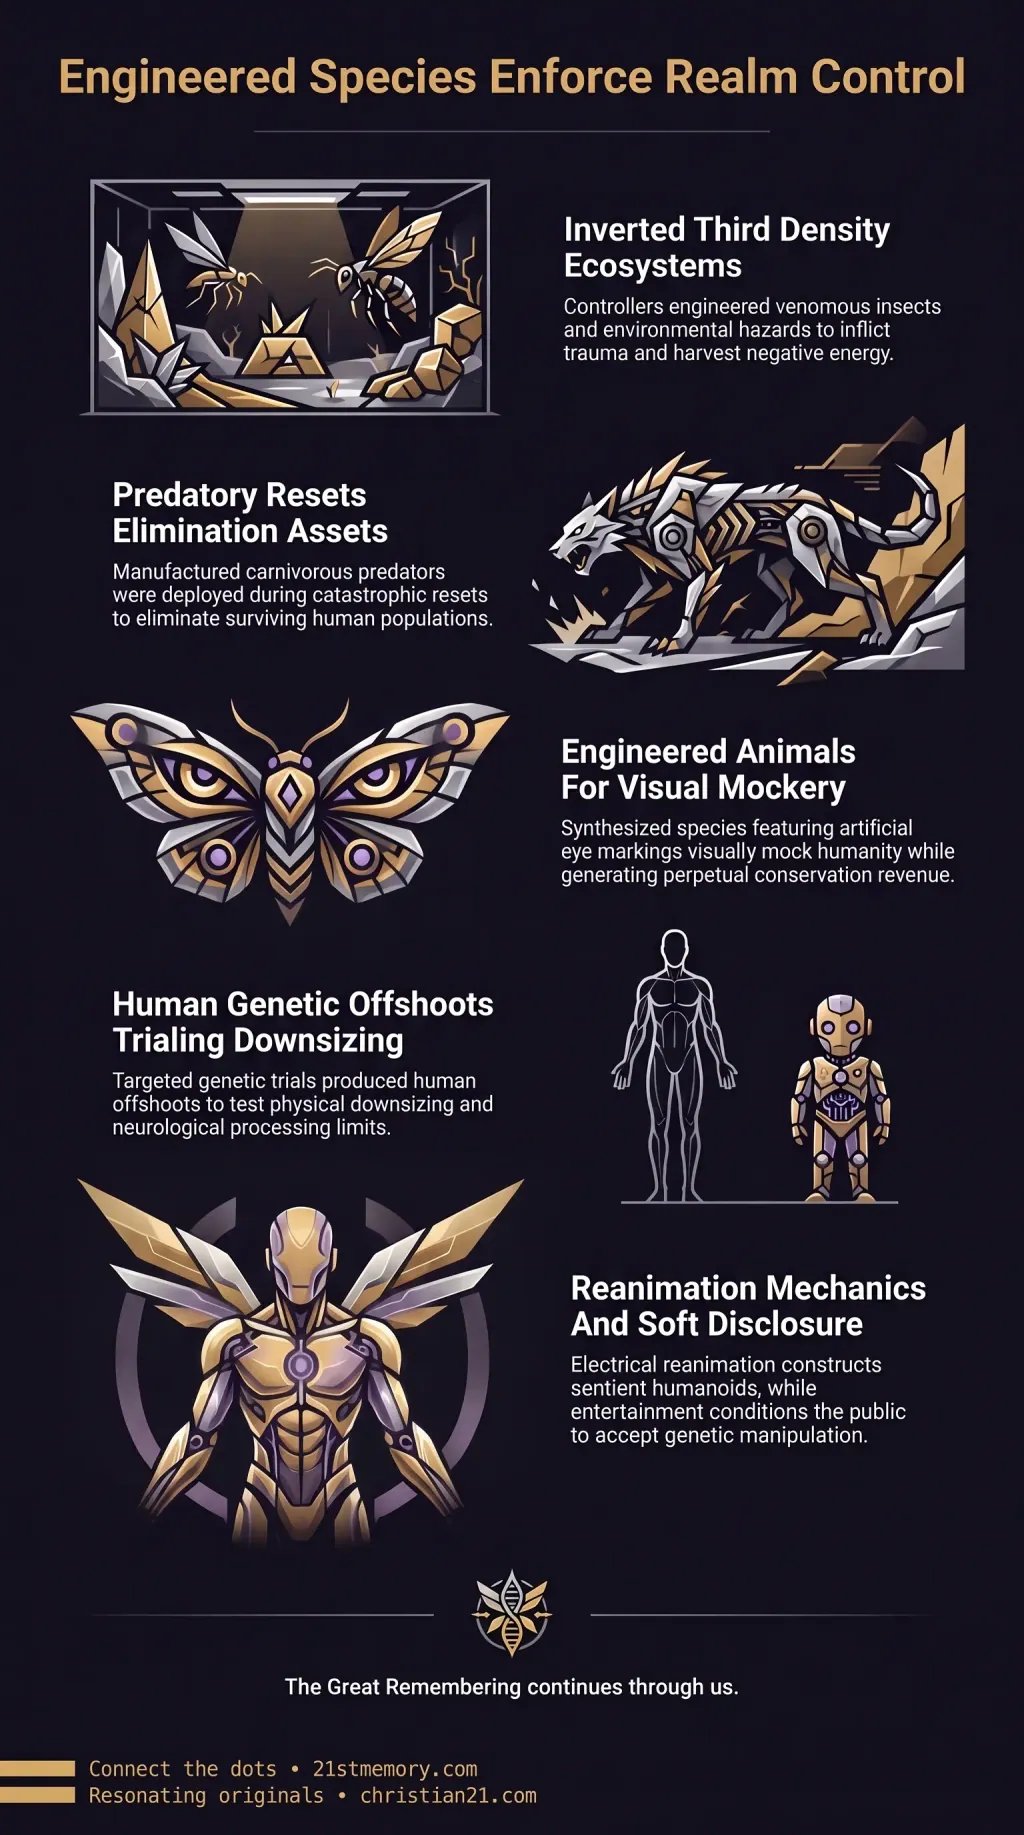 Engineered Species Enforce Realm Control
Inverted Third Density
Ecosystems
Controllers engineered venomous insects
and environmental hazards to inflict
trauma and harvest negative energy.
Predatory Resets
Elimination Assets
Manufactured carnivorous predators
were deployed during catastrophic resets
to eliminate surviving human populations.
Engineered Animals
For Visual Mockery
Synthesized species featuring artificial
eye markings visually mock humanity while
generating perpetual conservation revenue.
Human Genetic Offshoots
Trialing Downsizing
Targeted genetic trials produced human
offshoots to test physical downsizing and
neurological processing limits.
Reanimation Mechanics
And Soft Disclosure
Electrical reanimation constructs
sentient humanoids, while
entertainment conditions the public
to accept genetic manipulation.
The Great Remembering continues through us.
Connect the dots • 21stmemory.com
Resonating originals • christian21.com